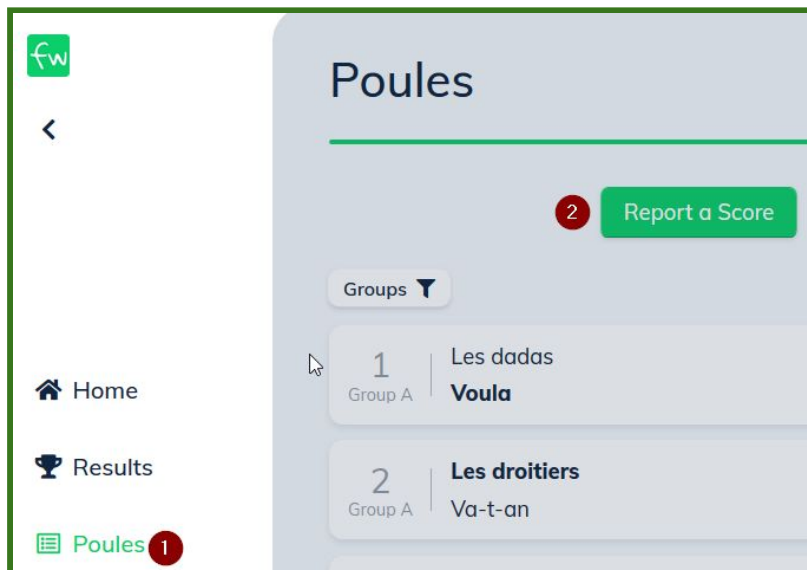 fw
Poules
2 Report a Score
Groups
1 Les dadas
Group A Voula
2 Les droitiers
Group A Va-t-an
Home
Results
Poules 1